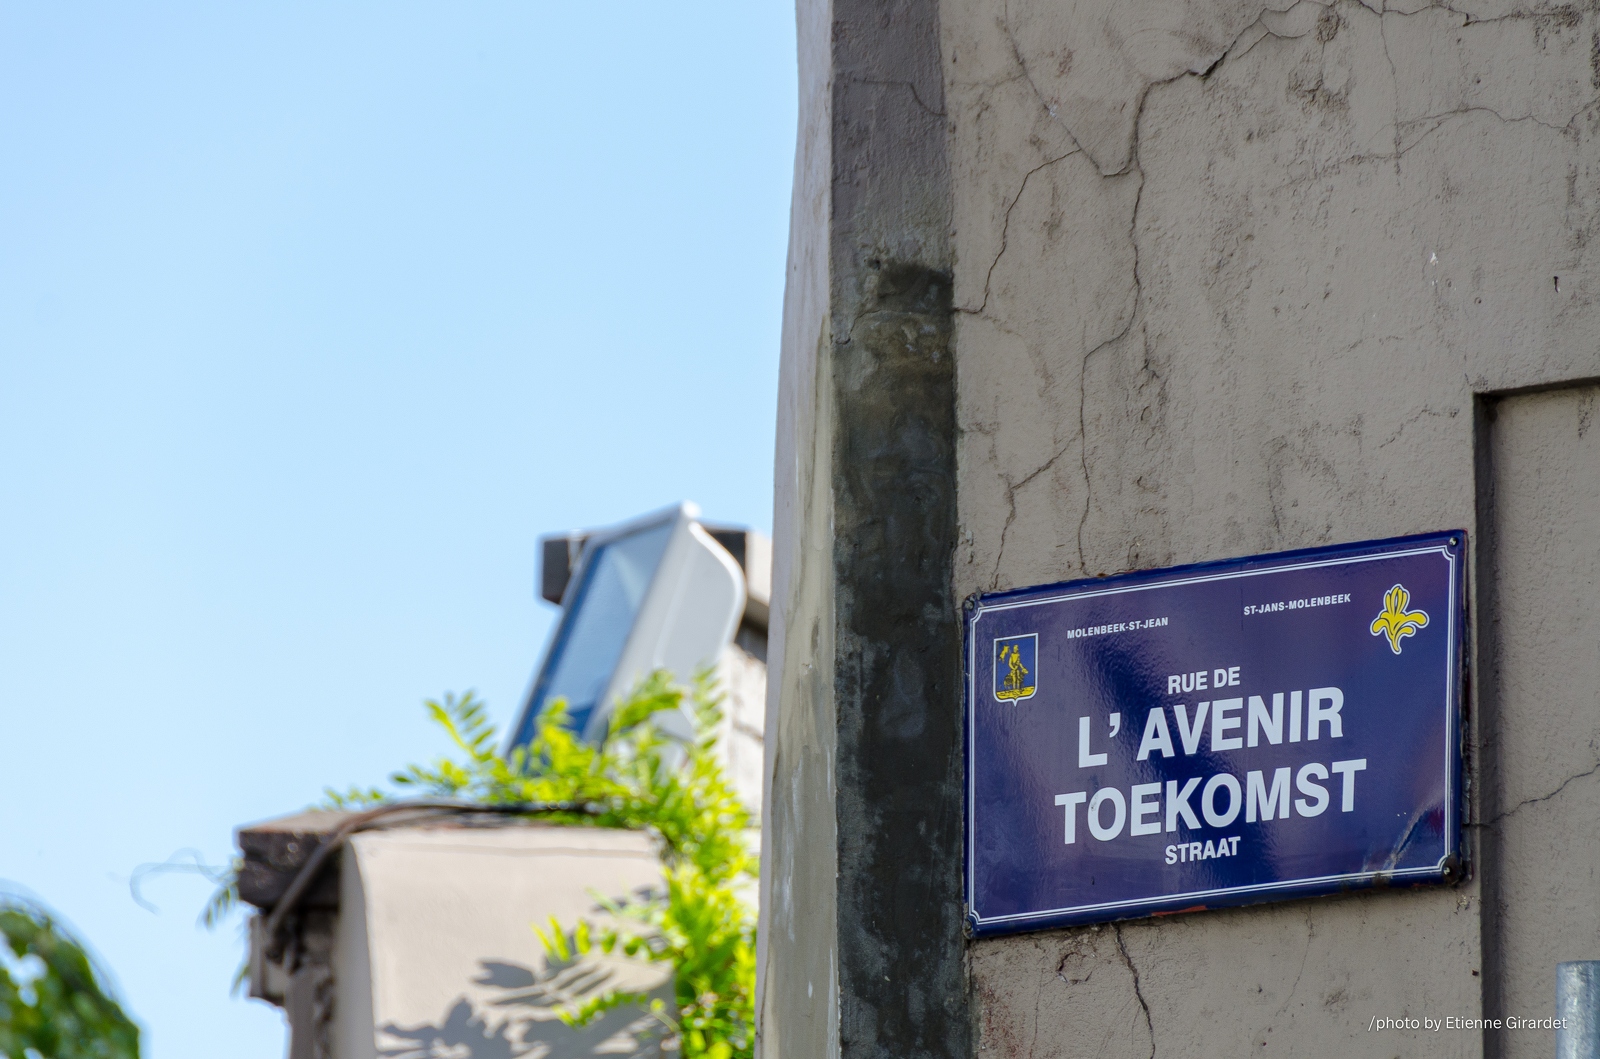 MOLENBEEK-ST-JEAN
ST-JANS-MOLENBEEK
RUE DE
L' AVENIR
TOEKOMST
STRAAT
/photo by Etienne Girardet